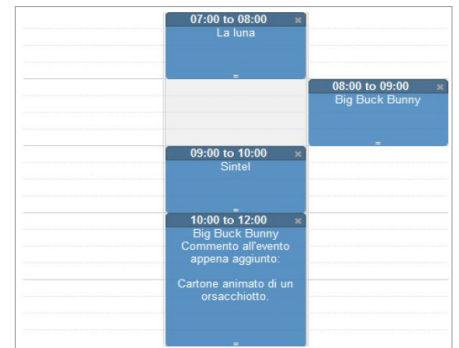 07:00 to 08:00
La luna
08:00 to 09:00
Big Buck Bunny
09:00 to 10:00
Sintel
10:00 to 12:00
Big Buck Bunny
Commento all'evento
appena aggiunto:
Cartone animato di un
orsacchiotto.